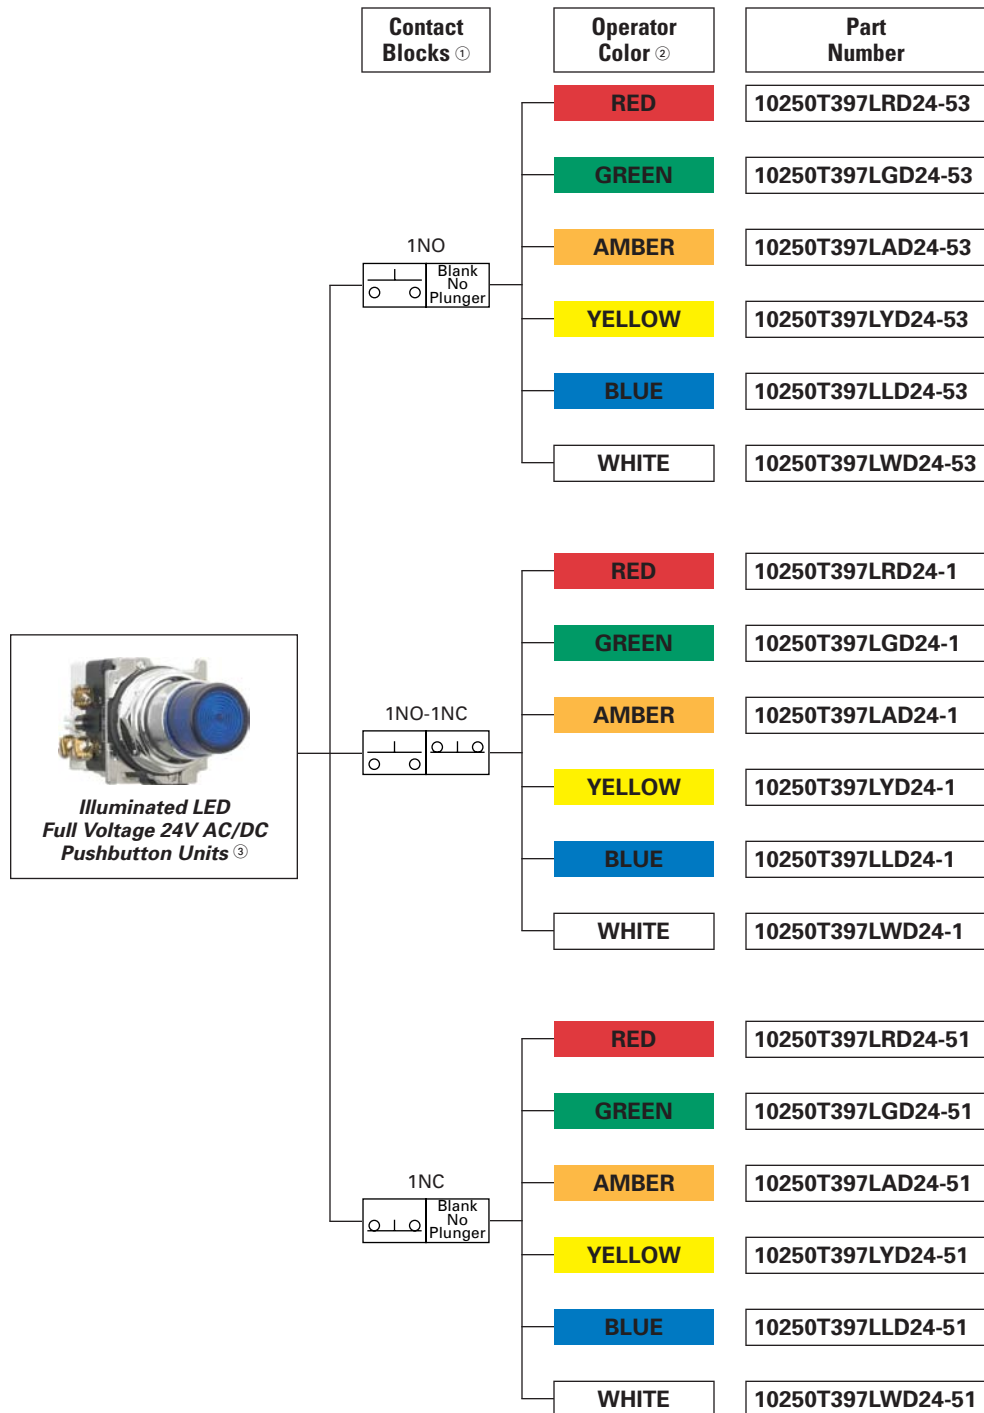 Contact
Blocks ①
Operator
Color ②
Part
Number
RED
10250T397LRD24-53
GREEN
10250T397LGD24-53
1NO
Blank
No
Plunger
AMBER
10250T397LAD24-53
YELLOW
10250T397LYD24-53
BLUE
10250T397LLD24-53
WHITE
10250T397LWD24-53
RED
10250T397LRD24-1
GREEN
10250T397LGD24-1
Illuminated LED
Full Voltage 24V AC/DC
Pushbutton Units ③
1NO-1NC
AMBER
10250T397LAD24-1
YELLOW
10250T397LYD24-1
BLUE
10250T397LLD24-1
WHITE
10250T397LWD24-1
RED
10250T397LRD24-51
GREEN
10250T397LGD24-51
1NC
Blank
No
Plunger
AMBER
10250T397LAD24-51
YELLOW
10250T397LYD24-51
BLUE
10250T397LLD24-51
WHITE
10250T397LWD24-51